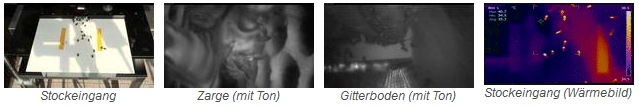 Stockeingang
Zarge (mit Ton)
Gitterboden (mit Ton)
Stockeingang (Wärmebild)